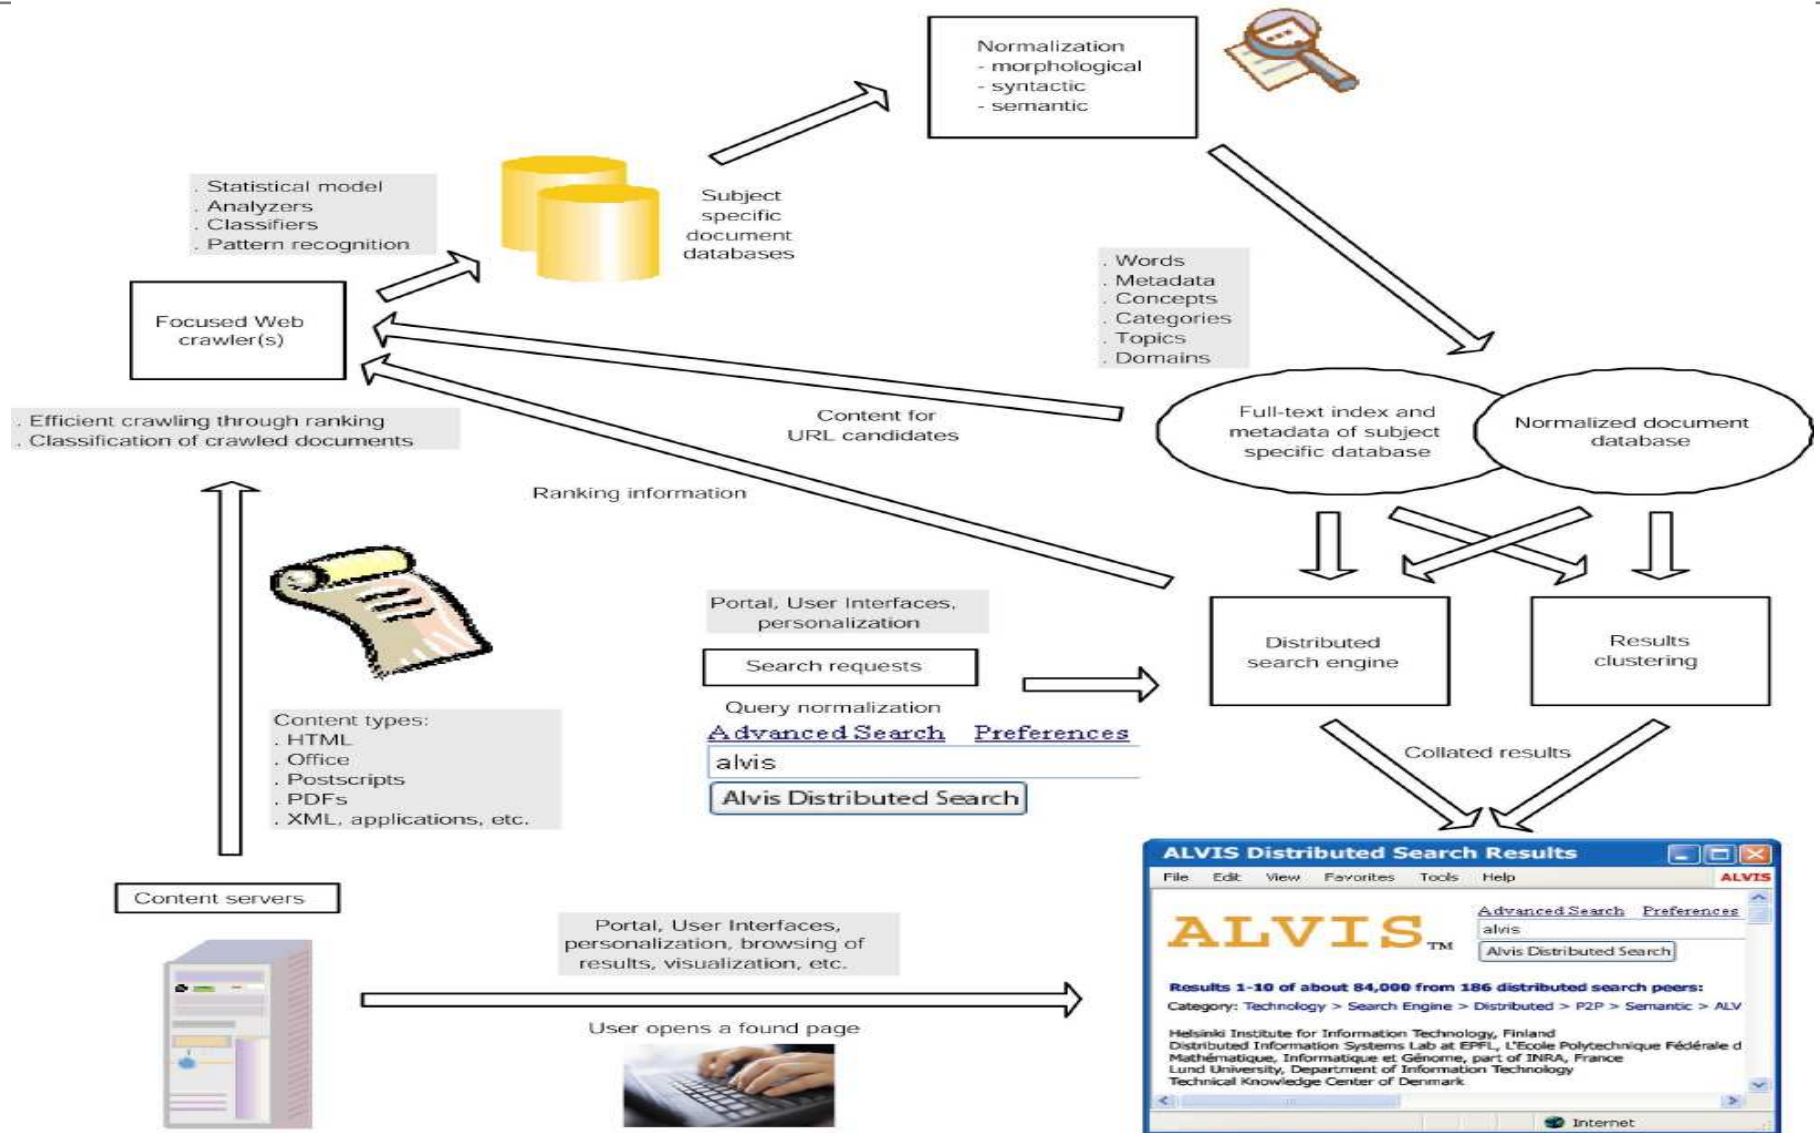 Normalization
- morphological
- syntactic
- semantic
. Statistical model
. Analyzers
. Classifiers
. Pattern recognition
Subject
specific
document
databases
. Words
. Metadata
. Concepts
. Categories
. Topics
. Domains
Focused Web
crawler(s)
. Efficient crawling through ranking
. Classification of crawled documents
Content for
URL candidates
Ranking information
Full-text index and
metadata of subject
specific database
Normalized document
database
Portal, User Interfaces,
personalization
Search requests
Query normalization
Advanced Search Preferences
alvis
Alvis Distributed Search
Distributed
search engine
Results
clustering
Collated results
Content types:
. HTML
. Office
. Postscripts
. PDFs
. XML, applications, etc.
Content servers
Portal, User Interfaces,
personalization, browsing of
results, visualization, etc.
User opens a found page
ALVIS Distributed Search Results
File Edit View Favorites Tools Help ALVIS
ALVIS TM
Advanced Search Preferences
alvis
Alvis Distributed Search
Results 1-10 of about 84,000 from 186 distributed search peers:
Category: Technology > Search Engine > Distributed > P2P > Semantic > ALV
Helsinki Institute for Information Technology, Finland
Distributed Information Systems Lab at EPFL, L'Ecole Polytechnique Fédérale d
Mathématique, Informatique et Génome, part of INRA, France
Lund University, Department of Information Technology
Technical Knowledge Center of Denmark
Internet